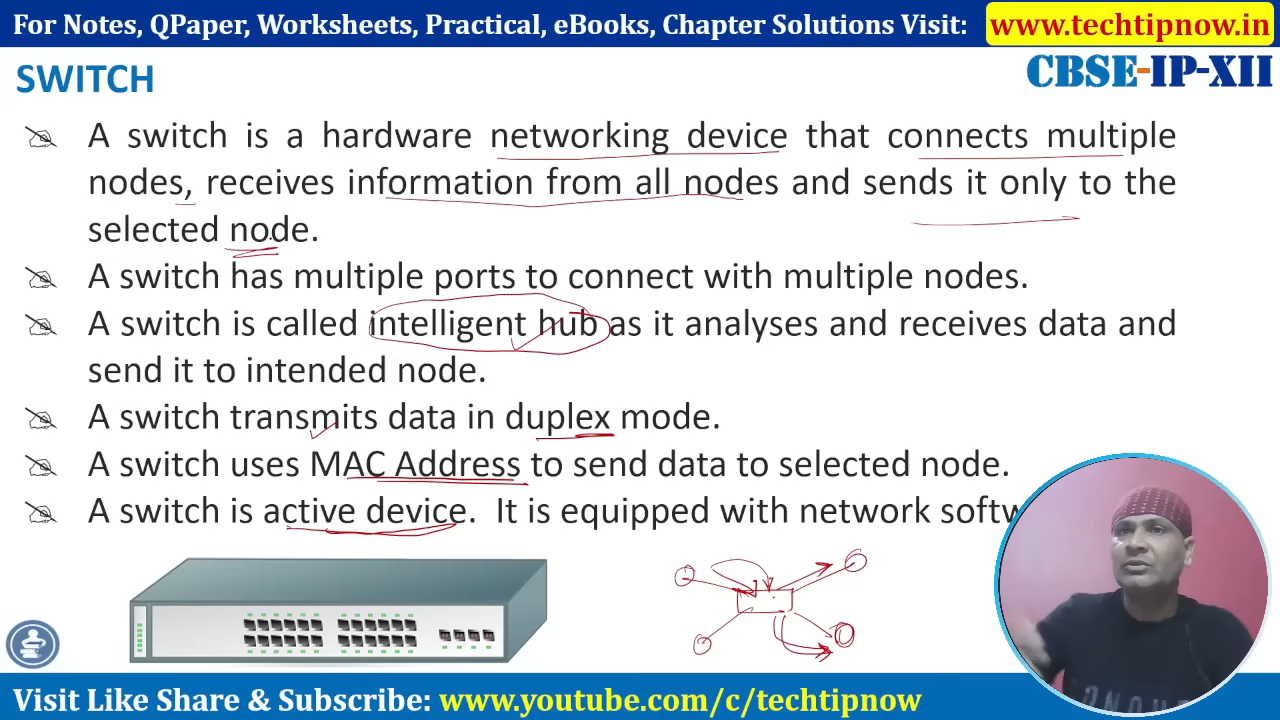 For Notes, QPaper, Worksheets, Practical, eBooks, Chapter Solutions Visit: www.techtipnow.in
SWITCH
CBSE-IP-XII
A switch is a hardware networking device that connects multiple
nodes, receives information from all nodes and sends it only to the
selected node.
A switch has multiple ports to connect with multiple nodes.
A switch is called intelligent hub as it analyses and receives data and
send it to intended node.
A switch transmits data in duplex mode.
A switch uses MAC Address to send data to selected node.
A switch is active device. It is equipped with network
Visit Like Share & Subscribe: www.youtube.com/c/techtipnow